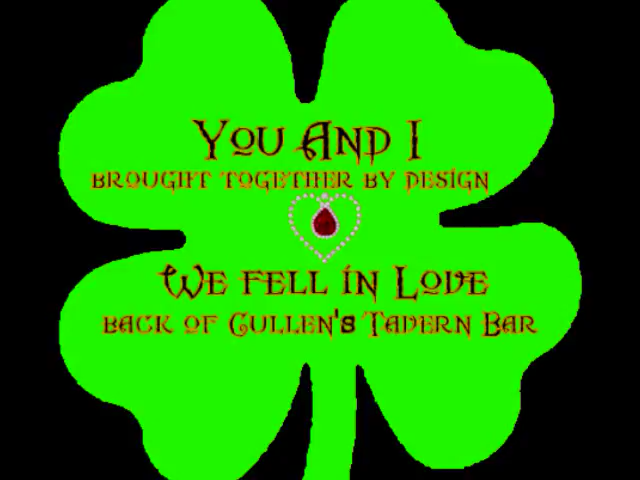 You And I
brought together by design
We fell in Love
back of Cullen's Tavern Bar